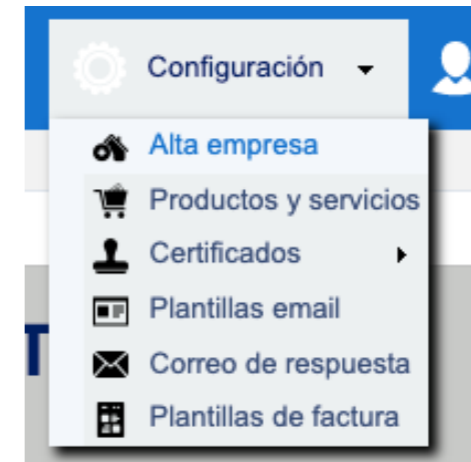 Configuración
Alta empresa
Productos y servicios
Certificados
Plantillas email
Correo de respuesta
Plantillas de factura